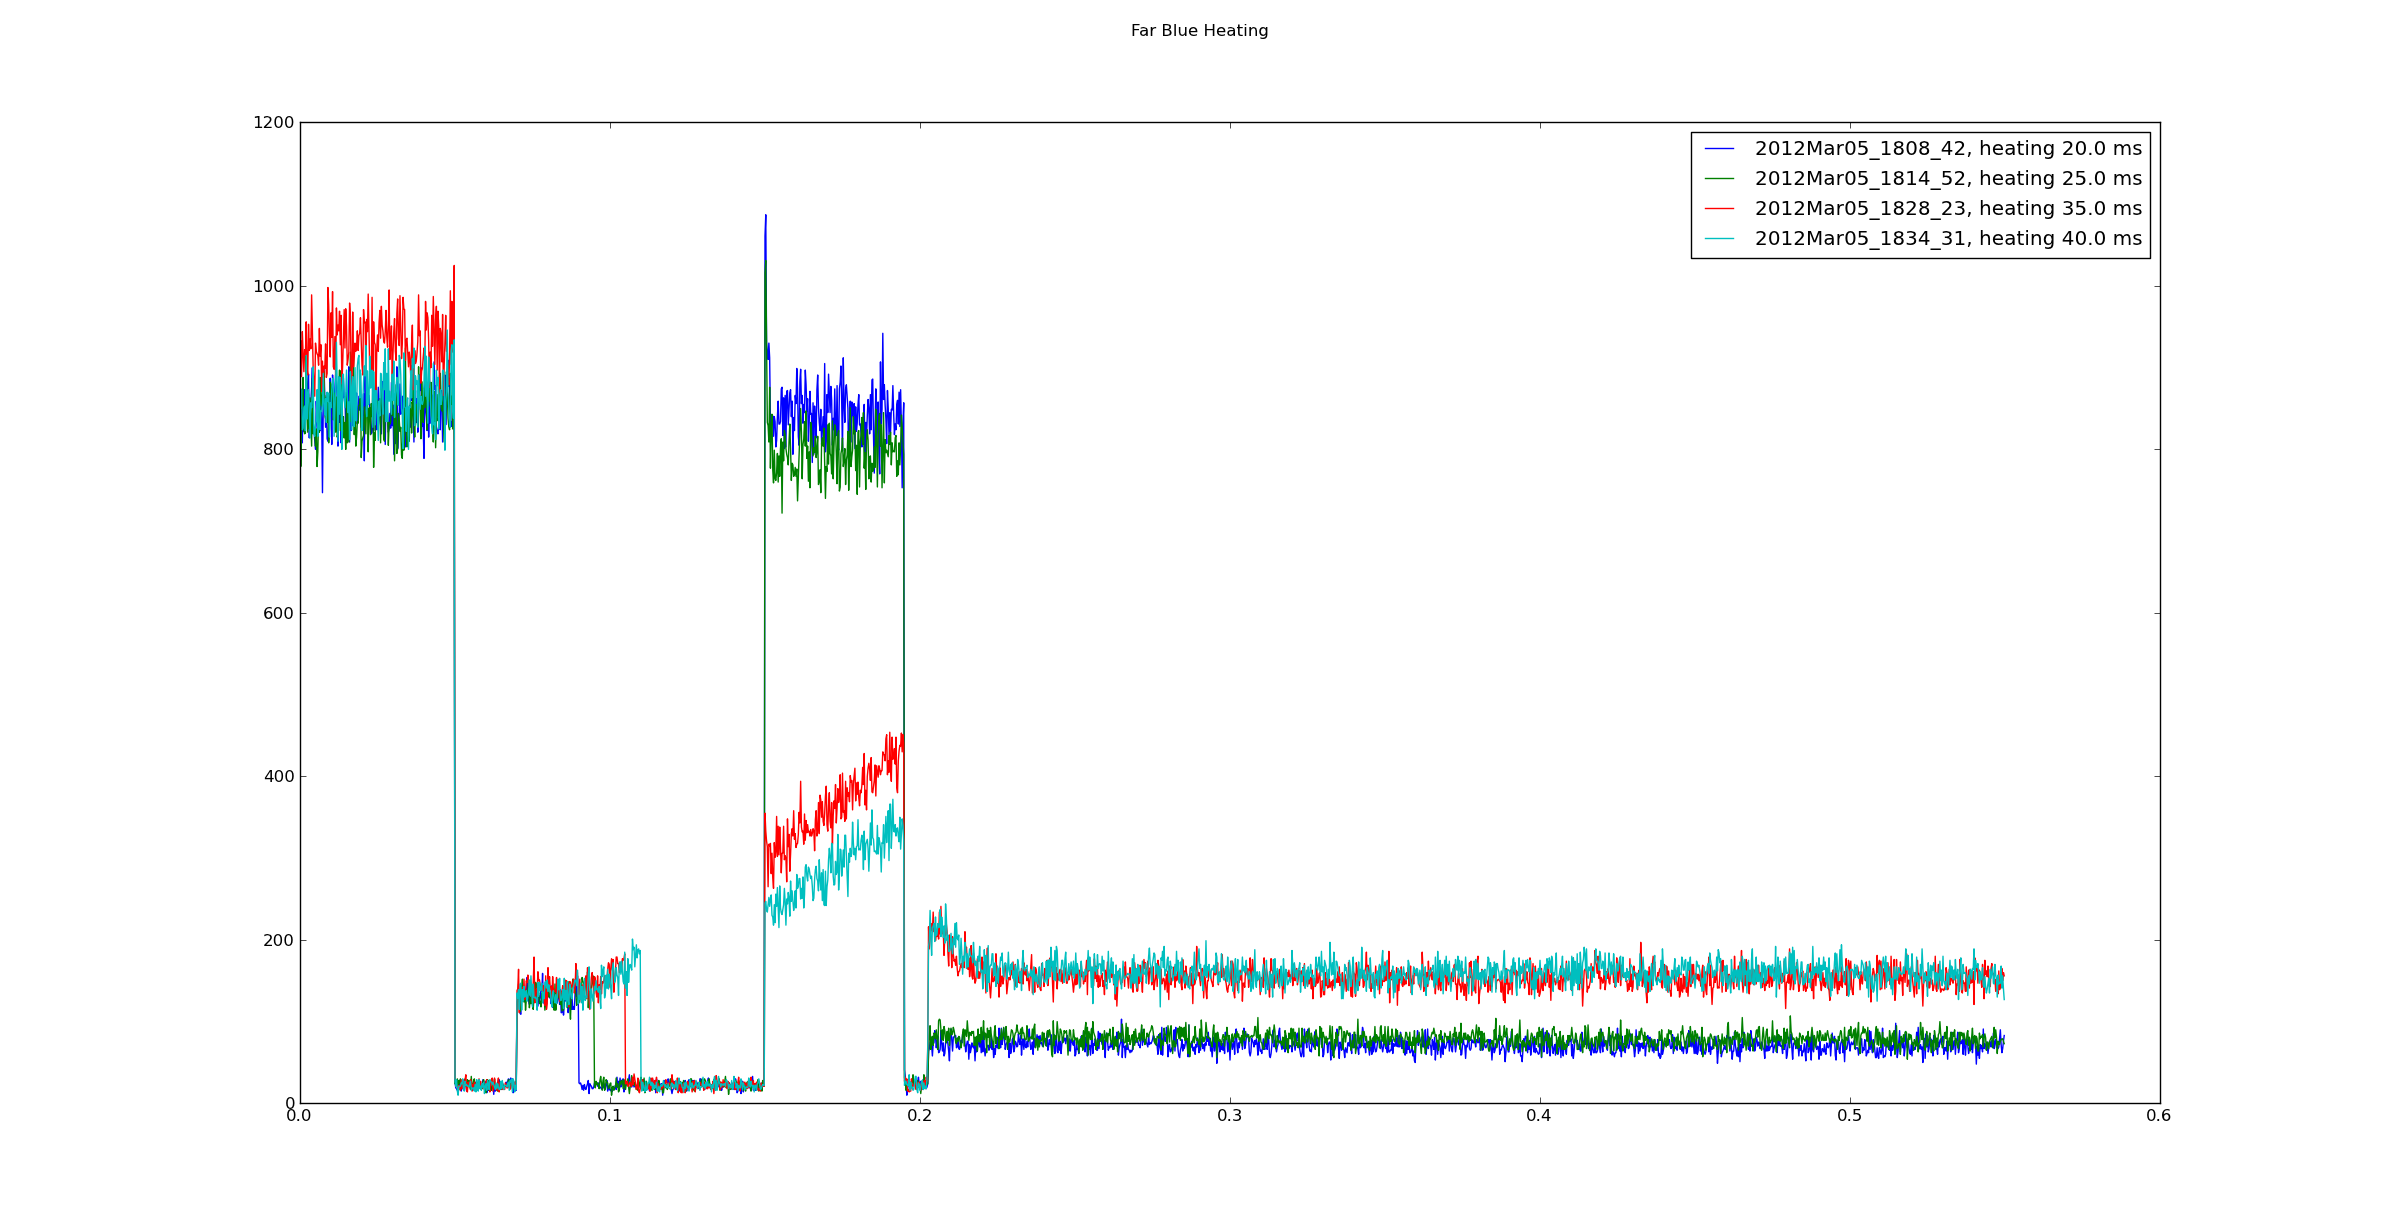 Far Blue Heating
1200
1000
800
600
400
200
0
0.0 0.1 0.2 0.3 0.4 0.5 0.6
2012Mar05_1808_42, heating 20.0 ms
2012Mar05_1814_52, heating 25.0 ms
2012Mar05_1828_23, heating 35.0 ms
2012Mar05_1834_31, heating 40.0 ms